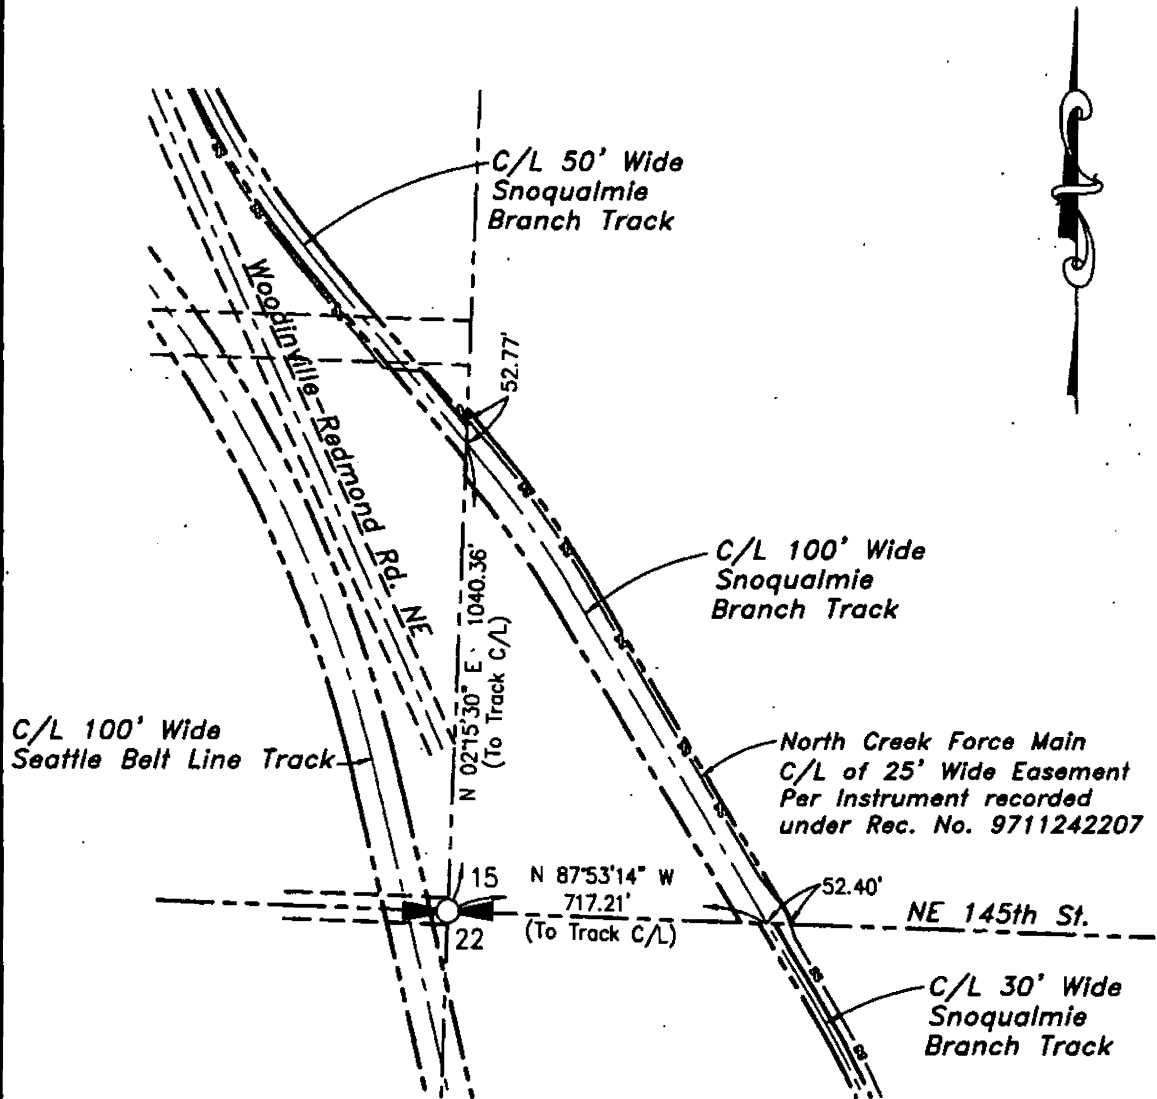 C/L 50' Wide
Snoqualmie
Branch Track
Woodinville-Redmond Rd. NE
52.77'
C/L 100' Wide
Snoqualmie
Branch Track
N 02°15'30" E 1040.36'
(To Track C/L)
C/L 100' Wide
Seattle Belt Line Track
North Creek Force Main
C/L of 25' Wide Easement
Per Instrument recorded
under Rec. No. 9711242207
15
22
N 87°53'14" W
717.21'
(To Track C/L)
52.40'
NE 145th St.
C/L 30' Wide
Snoqualmie
Branch Track